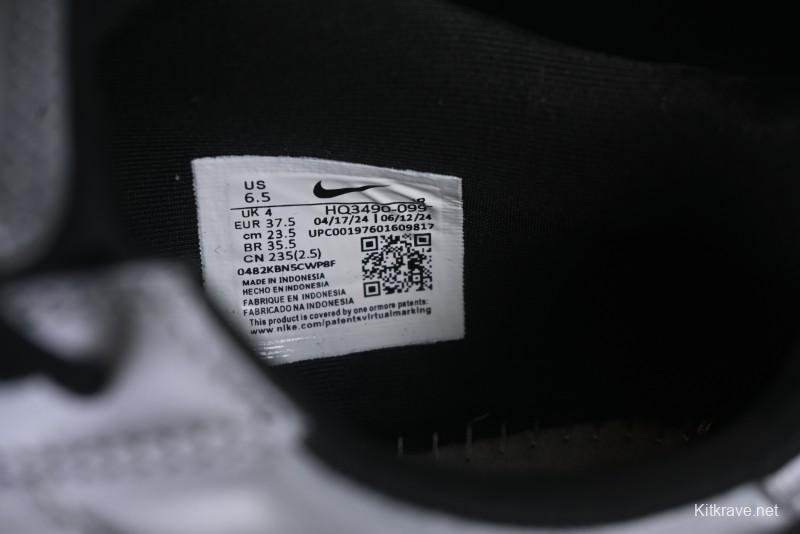 US
6.5
UK 4
EUR 37.5
cm 23.5
BR 35.5
CN 235(2.5)
0482KBN5CWP8F
HQ3490-099
8
04/17/24 | 06/12/24
UPC00197601609817
MADE IN INDONESIA
HECHO EN INDONESIA
FABRIQUE EN INDONESIA
FABRICADO NA INDONESIA
This product is covered by one ormore patents:
www.nike.com/patentsvirtualmarking
Kitkrave.net